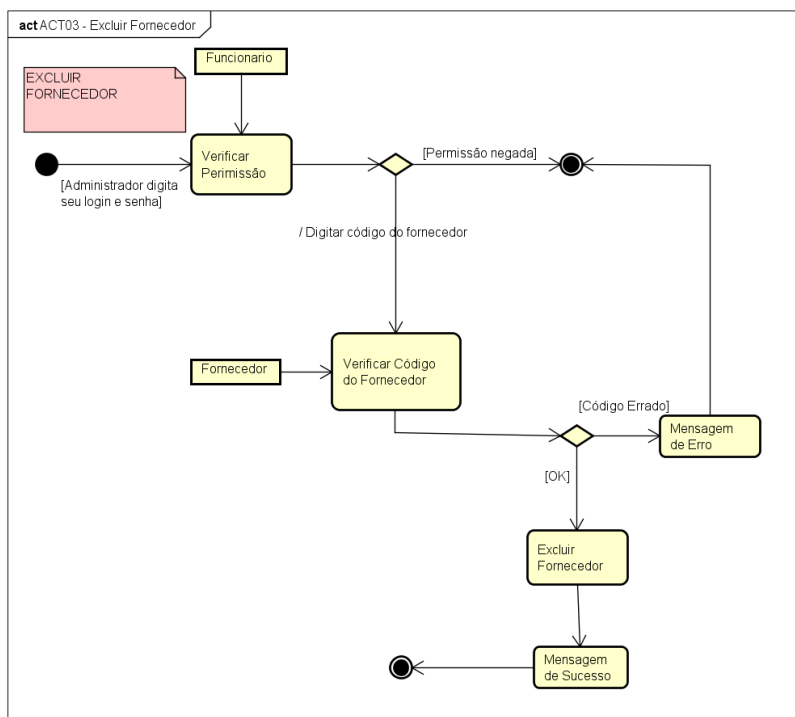 act ACT03 - Excluir Fornecedor
Funcionario
EXCLUIR
FORNECEDOR
Verificar
Perimissão
[Permissão negada]
[Administrador digita
seu login e senha]
/ Digitar código do fornecedor
Fornecedor
Verificar Código
do Fornecedor
[Código Errado]
Mensagem
de Erro
[OK]
Excluir
Fornecedor
Mensagem
de Sucesso